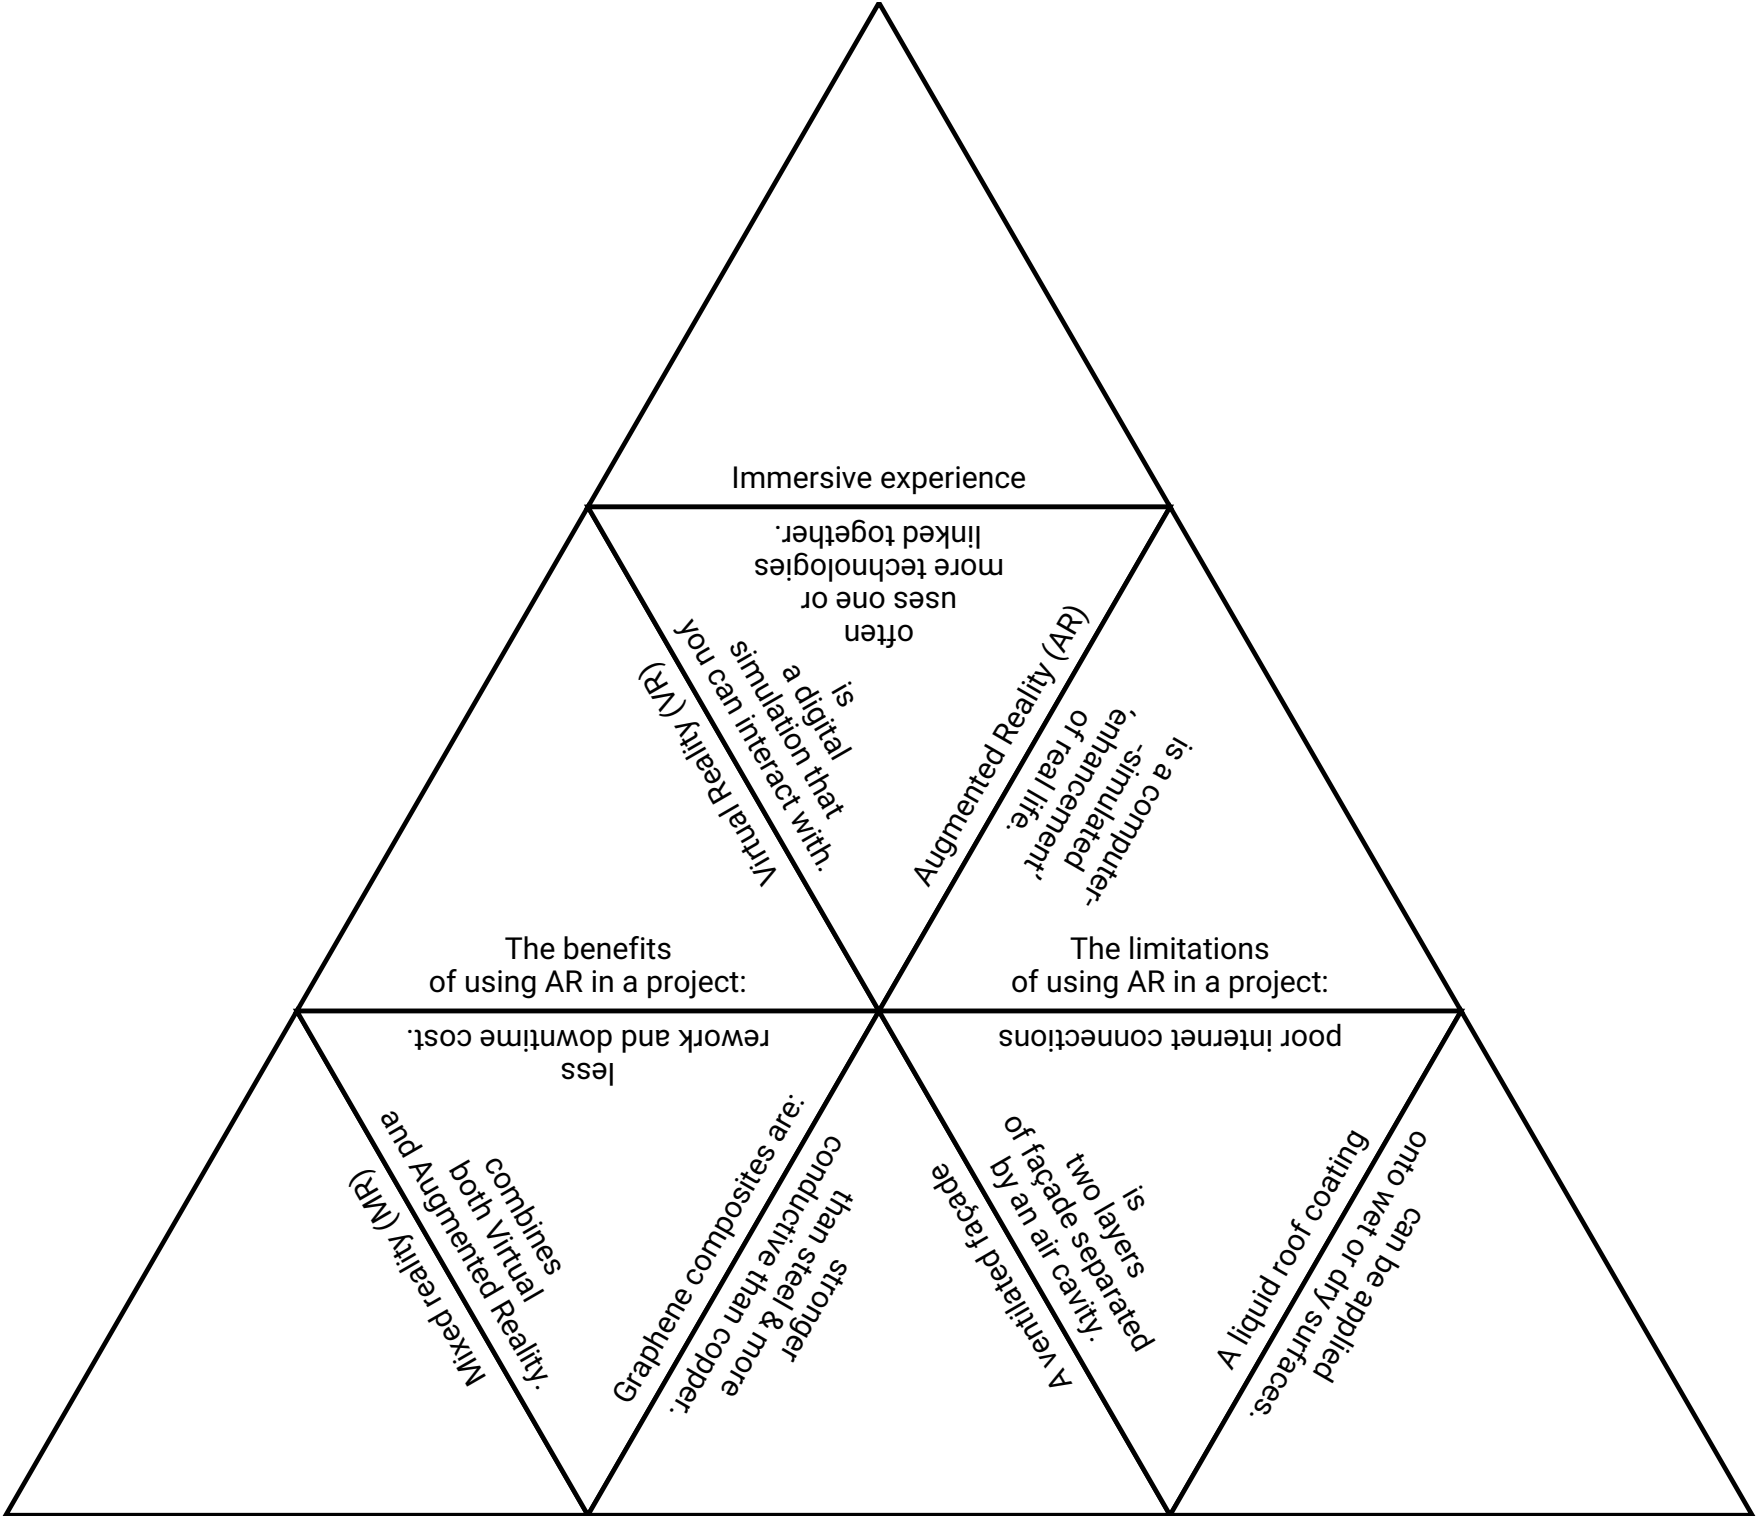 Immersive experience
often
uses one or
more technologies
linked together.
Virtual Reality (VR)
is
a digital
simulation that
you can interact with.
Augmented Reality (AR)
is a computer-
-simulated
‘enhancement’
of real life.
The benefits
of using AR in a project:
less
rework and downtime cost.
The limitations
of using AR in a project:
poor internet connections
Mixed reality (MR)
combines
both Virtual
and Augmented Reality.
Graphene composites are:
stronger
than steel & more
conductive than copper.
A ventilated façade
is
two layers
of façade separated
by an air cavity.
A liquid roof coating
can be applied
onto wet or dry surfaces.